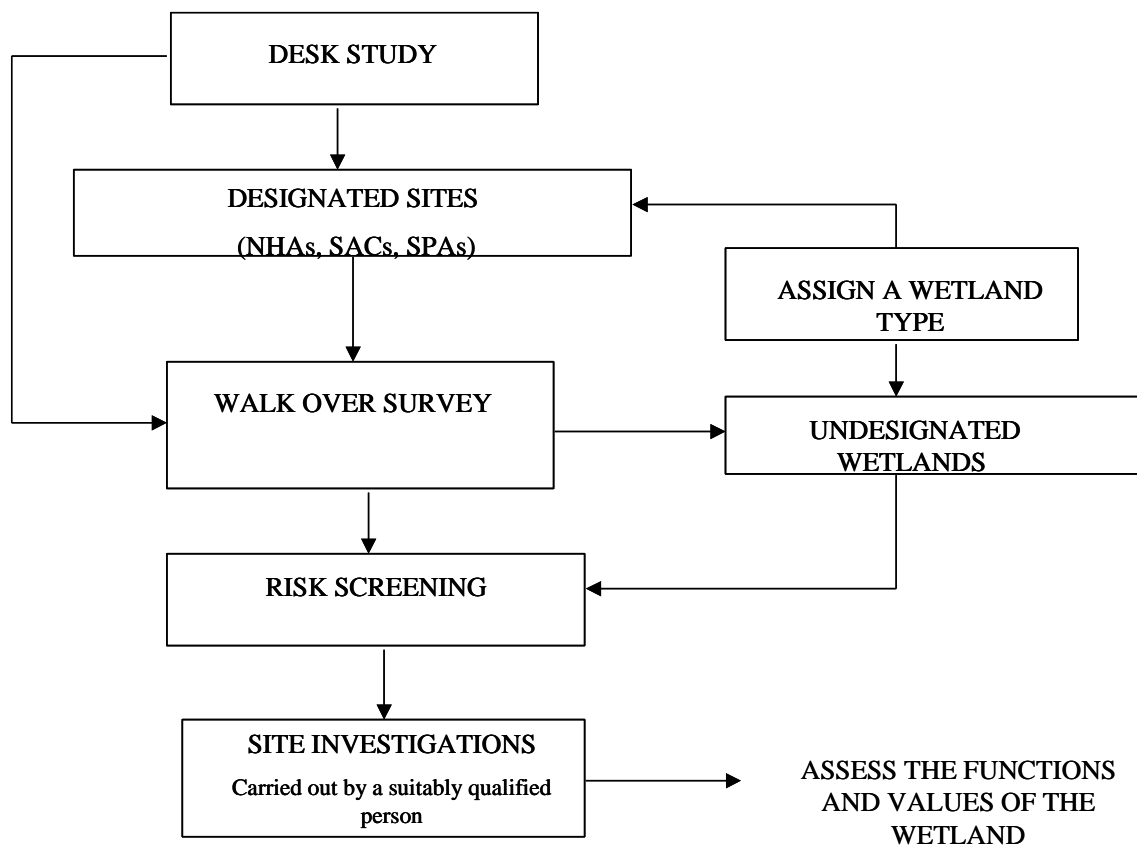 DESK STUDY
DESIGNATED SITES
(NHAs, SACs, SPAs)
ASSIGN A WETLAND
TYPE
WALK OVER SURVEY
UNDESIGNATED
WETLANDS
RISK SCREENING
SITE INVESTIGATIONS
Carried out by a suitably qualified
person
ASSESS THE FUNCTIONS
AND VALUES OF THE
WETLAND